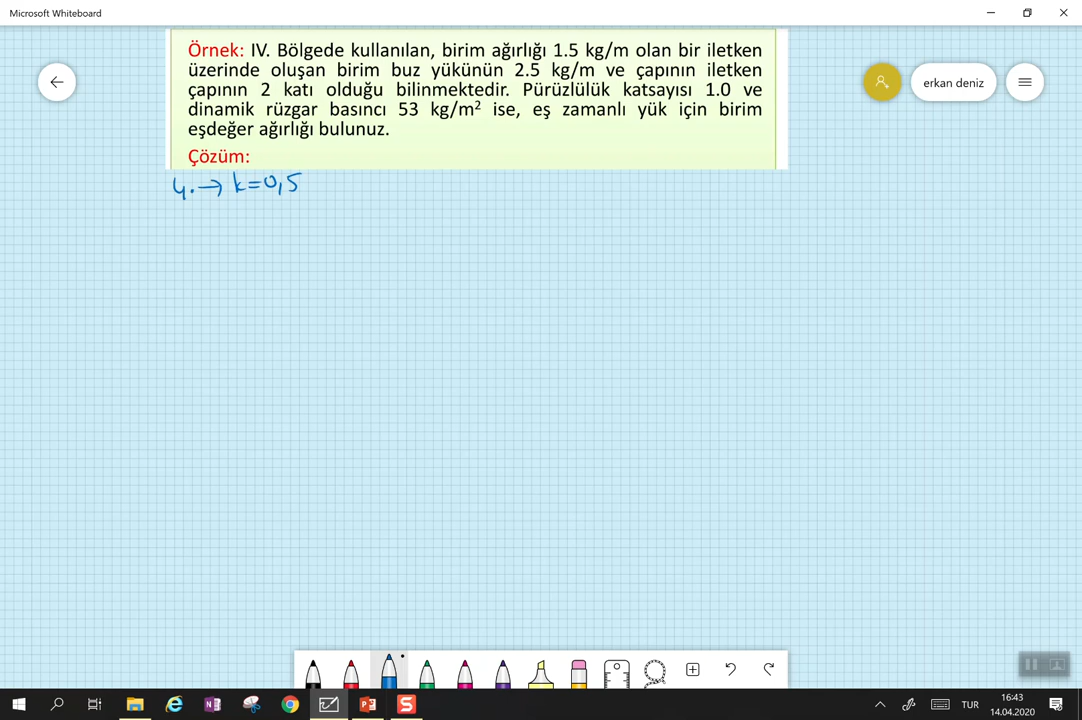 Microsoft Whiteboard
Örnek: IV. Bölgede kullanılan, birim ağırlığı 1.5 kg/m olan bir iletken
üzerinde oluşan birim buz yükünün 2.5 kg/m ve çapının iletken
çapının 2 katı olduğu bilinmektedir. Pürüzlülük katsayısı 1.0 ve
dinamik rüzgar basıncı 53 kg/m² ise, eş zamanlı yük için birim
eşdeğer ağırlığı bulunuz.
Çözüm:
erkan deniz
4. → k=0,5
TUR
16:43
14.04.2020